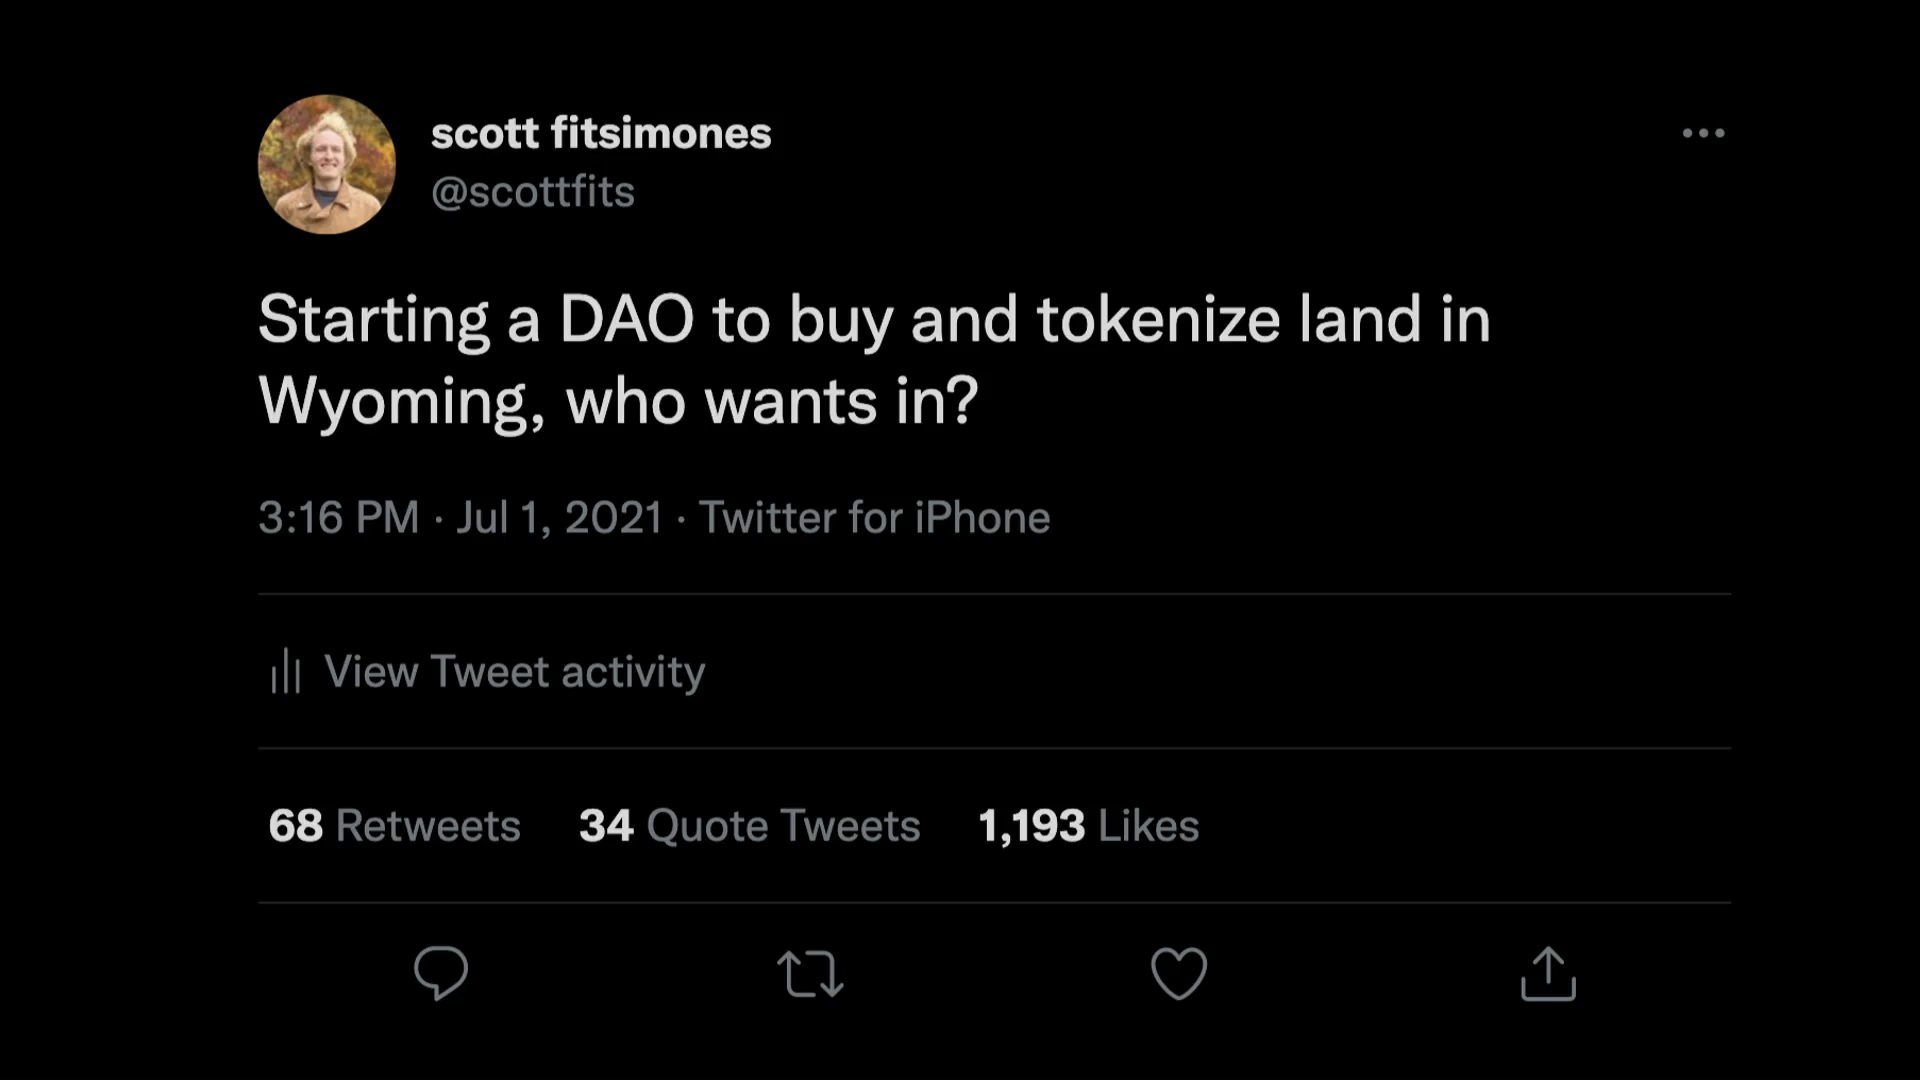 scott fitsimones
@scottfits
Starting a DAO to buy and tokenize land in
Wyoming, who wants in?
3:16 PM · Jul 1, 2021 · Twitter for iPhone
View Tweet activity
68 Retweets 34 Quote Tweets 1,193 Likes